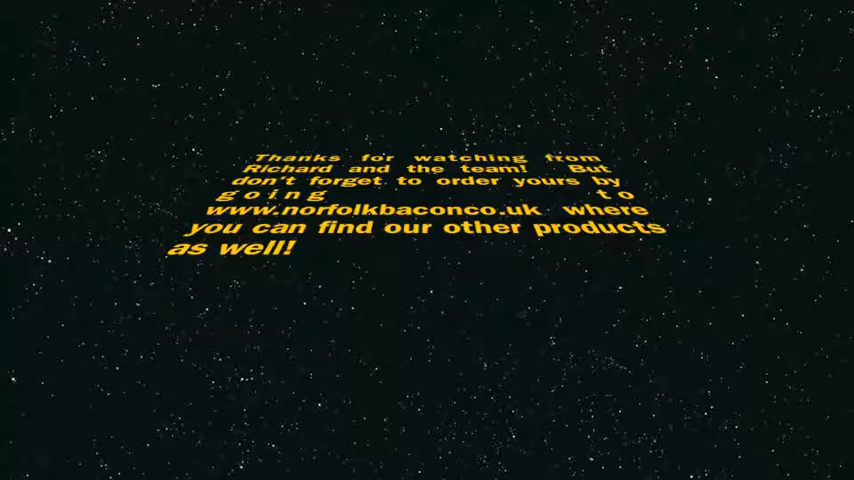 Thanks for watching from
Richard and the team! But
don't forget to order yours by
going to
www.norfolkbaconco.uk where
you can find our other products
as well!